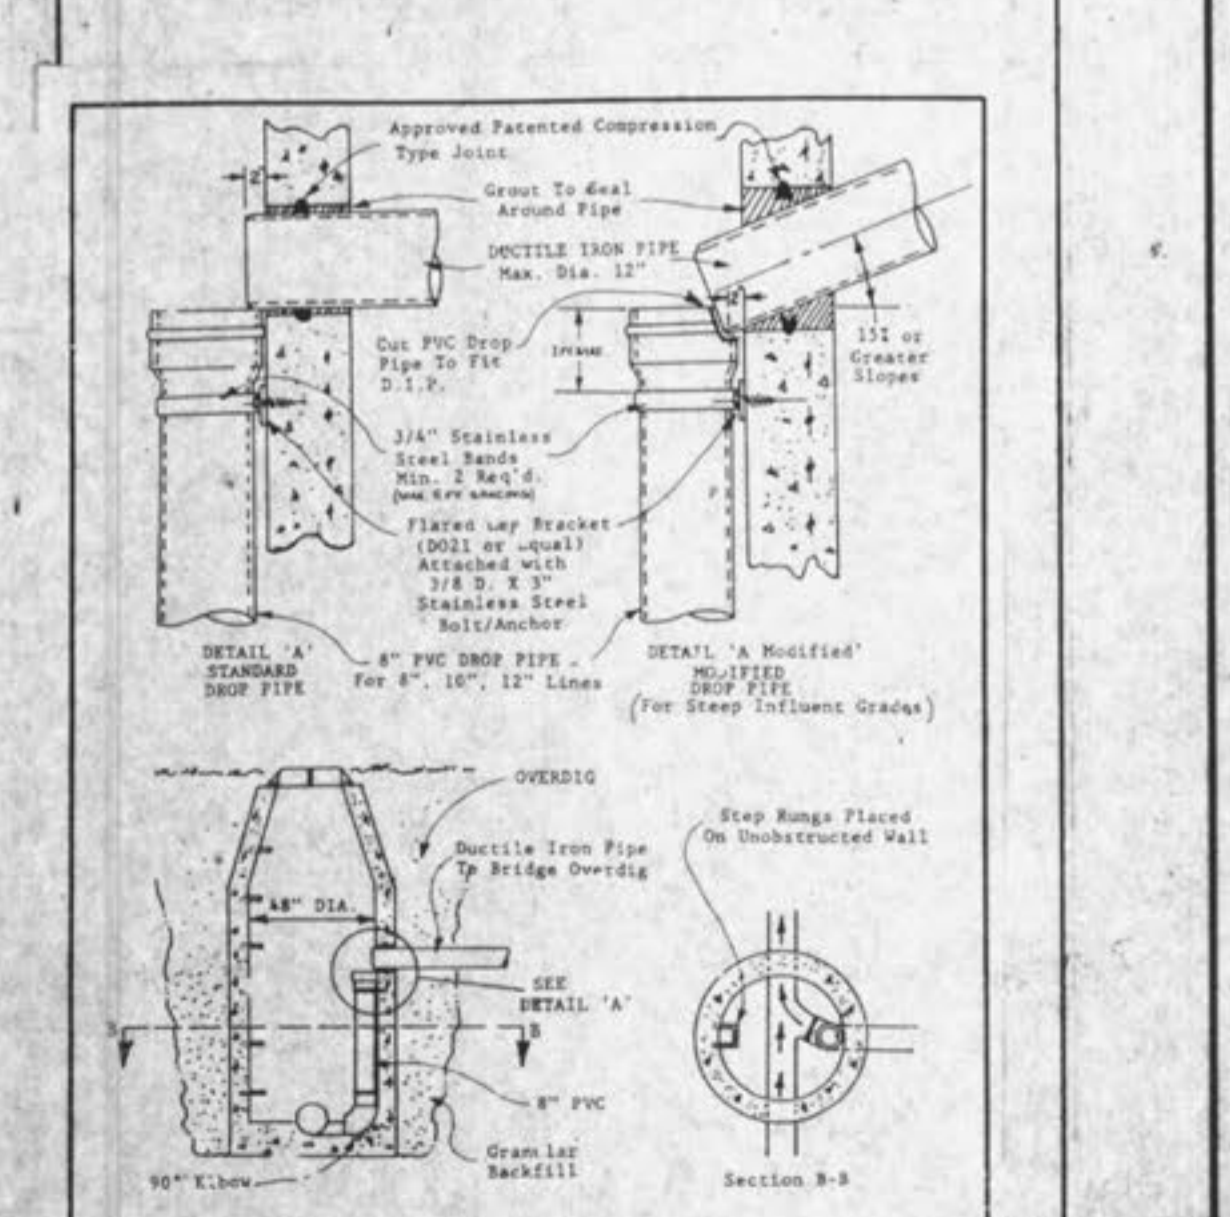 Approved Patented Compression
Type Joint
2"
Grout To Seal
Around Pipe
DUCTILE IRON PIPE
Max. Dia. 12"
2"
15% or
Greater
Slopes
Cut PVC Drop
Pipe To Fit
D.I.P.
3/4" Stainless
Steel Bands
Min. 2 Req'd.
Flared Bracket
(D021 or Equal)
Attached with
3/8 D. X 3"
Stainless Steel
Bolt/Anchor
DETAIL 'A'
STANDARD
DROP PIPE
8" PVC DROP PIPE
For 8", 10", 12" Lines
DETAIL 'A Modified'
MODIFIED
DROP PIPE
(For Steep Influent Grades)
OVERDIG
Ductile Iron Pipe
To Bridge Overdig
48" DIA.
SEE
DETAIL 'A'
B
B
8" PVC
Granular
Backfill
90° Elbow
Step Rungs Placed
On Unobstructed Wall
Section B-B